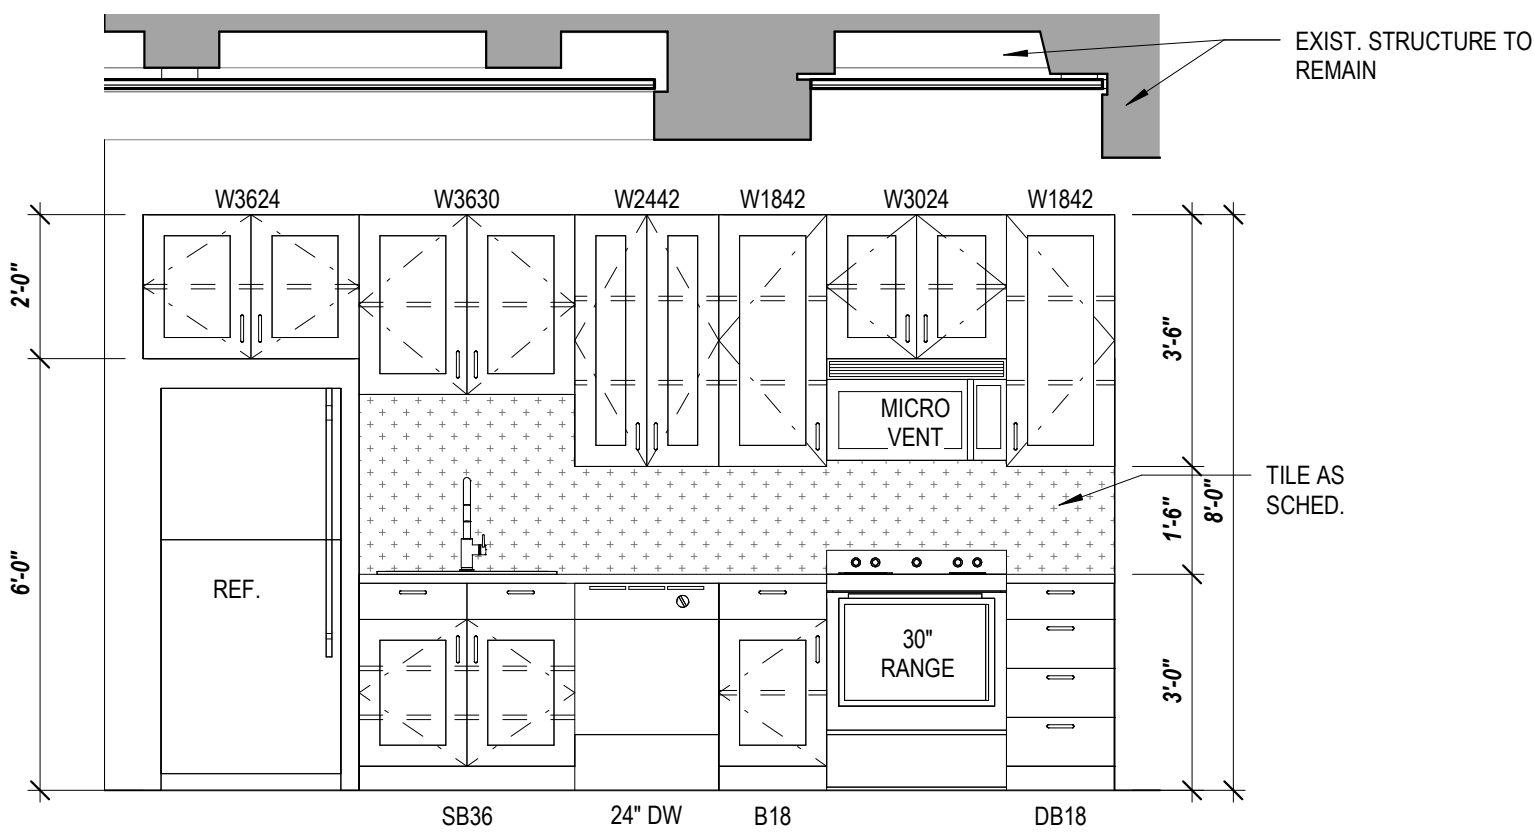 EXIST. STRUCTURE TO
REMAIN
W3624
W3630
W2442
W1842
W3024
W1842
2'-0"
3'-6"
MICRO
VENT
TILE AS
SCHED.
1'-6"
8'-0"
6'-0"
REF.
30"
RANGE
3'-0"
SB36
24" DW
B18
DB18